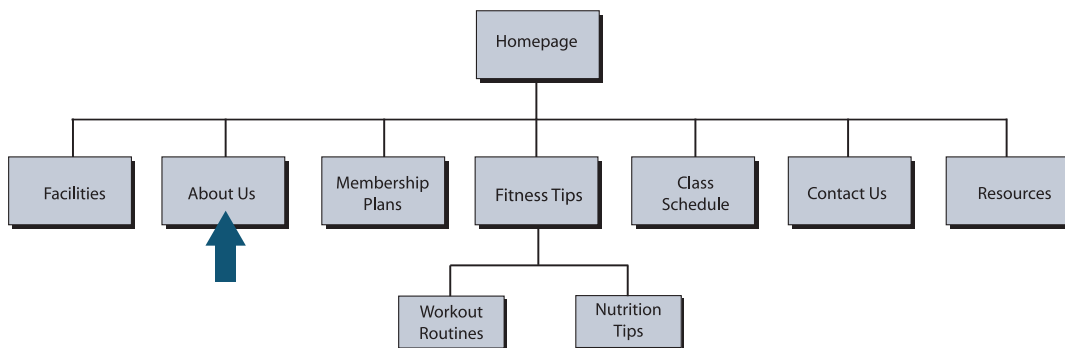 Homepage
Facilities
About Us
Membership
Plans
Fitness Tips
Class
Schedule
Contact Us
Resources
Workout
Routines
Nutrition
Tips